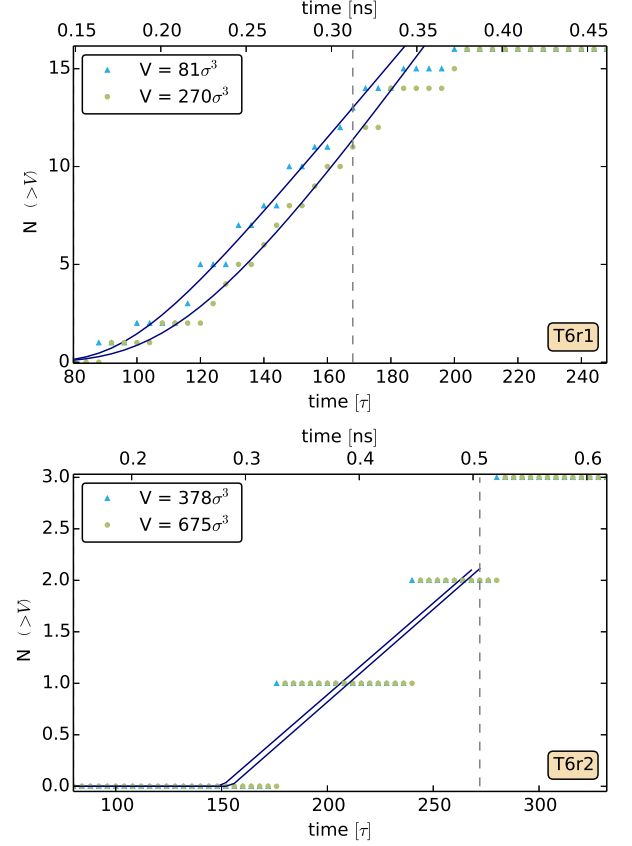 time [ns]
0.15 0.20 0.25 0.30 0.35 0.40 0.45
V = 81σ³
V = 270σ³
N (>V)
15
10
5
0
T6r1
80 100 120 140 160 180 200 220 240
time [τ]
time [ns]
0.2 0.3 0.4 0.5 0.6
V = 378σ³
V = 675σ³
N (>V)
3.0
2.5
2.0
1.5
1.0
0.5
0.0
T6r2
100 150 200 250 300
time [τ]